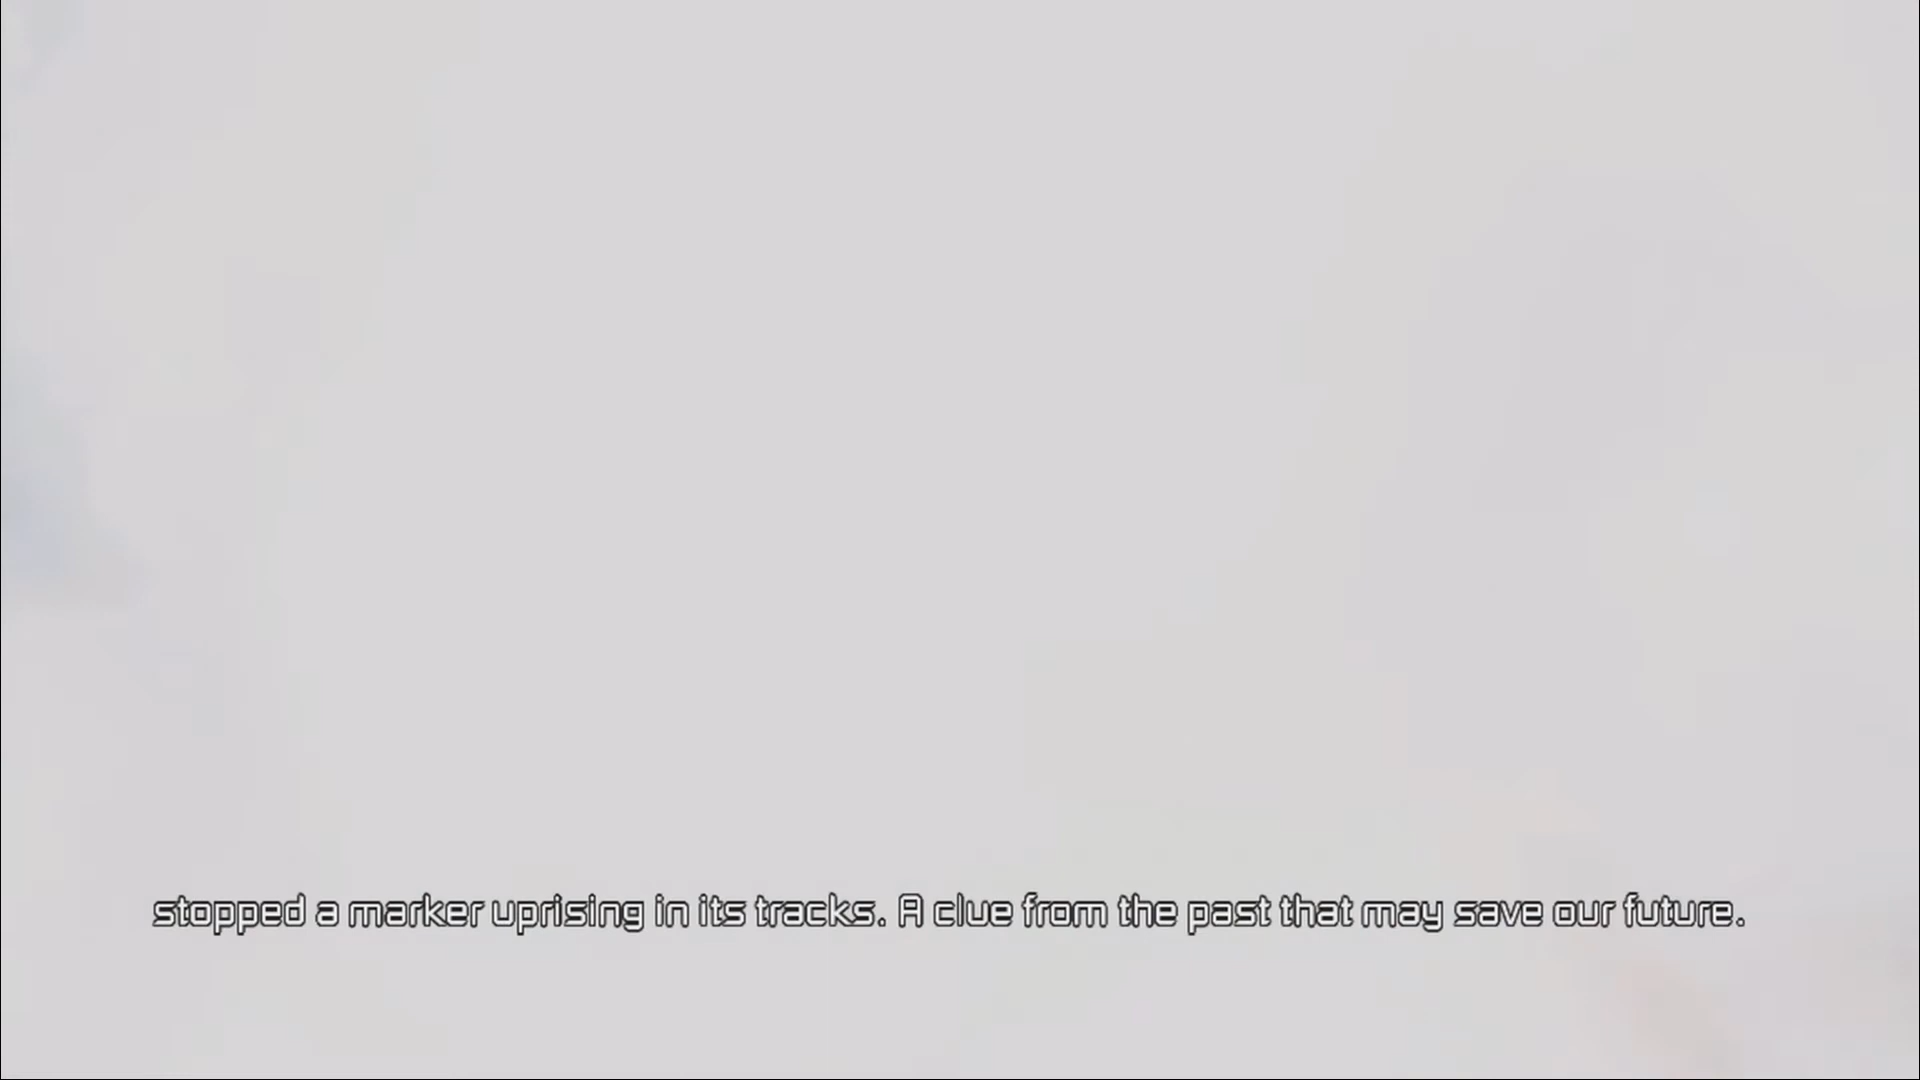 stopped a marker uprising in its tracks. A clue from the past that may save our future.